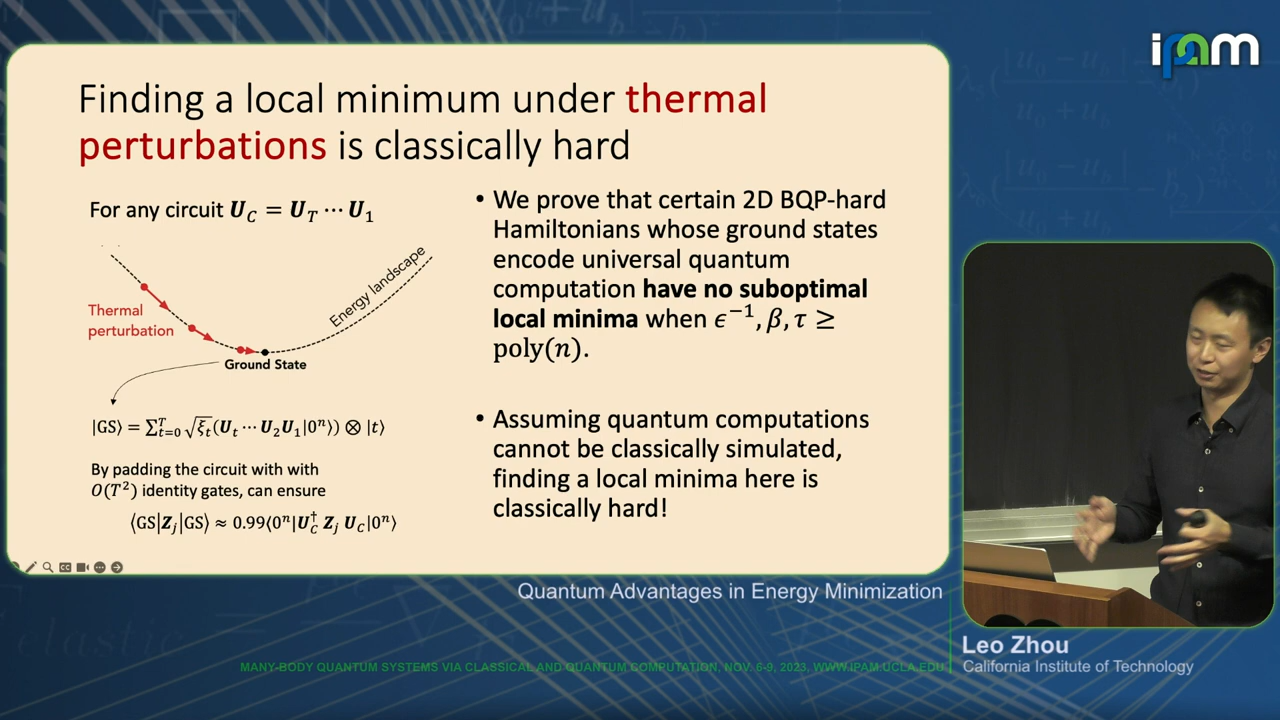 ipam
Finding a local minimum under thermal
perturbations is classically hard
For any circuit U_C = U_T ⋯ U_1
Thermal
perturbation
Energy landscape
Ground State
|GS⟩ = ∑_{t=0}^{T} √ξ_t (U_t ⋯ U_2 U_1|0^n⟩) ⊗ |t⟩
By padding the circuit with with
O(T^2) identity gates, can ensure
⟨GS|Z_j|GS⟩ ≈ 0.99⟨0^n|U_C^† Z_j U_C|0^n⟩
• We prove that certain 2D BQP-hard
Hamiltonians whose ground states
encode universal quantum
computation have no suboptimal
local minima when ϵ^{−1}, β, τ ≥
poly(n).
• Assuming quantum computations
cannot be classically simulated,
finding a local minima here is
classically hard!
Quantum Advantages in Energy Minimization
Leo Zhou
California Institute of Technology
MANY-BODY QUANTUM SYSTEMS VIA CLASSICAL AND QUANTUM COMPUTATION, NOV. 6-9, 2023, WWW.IPAM.UCLA.EDU
elastic